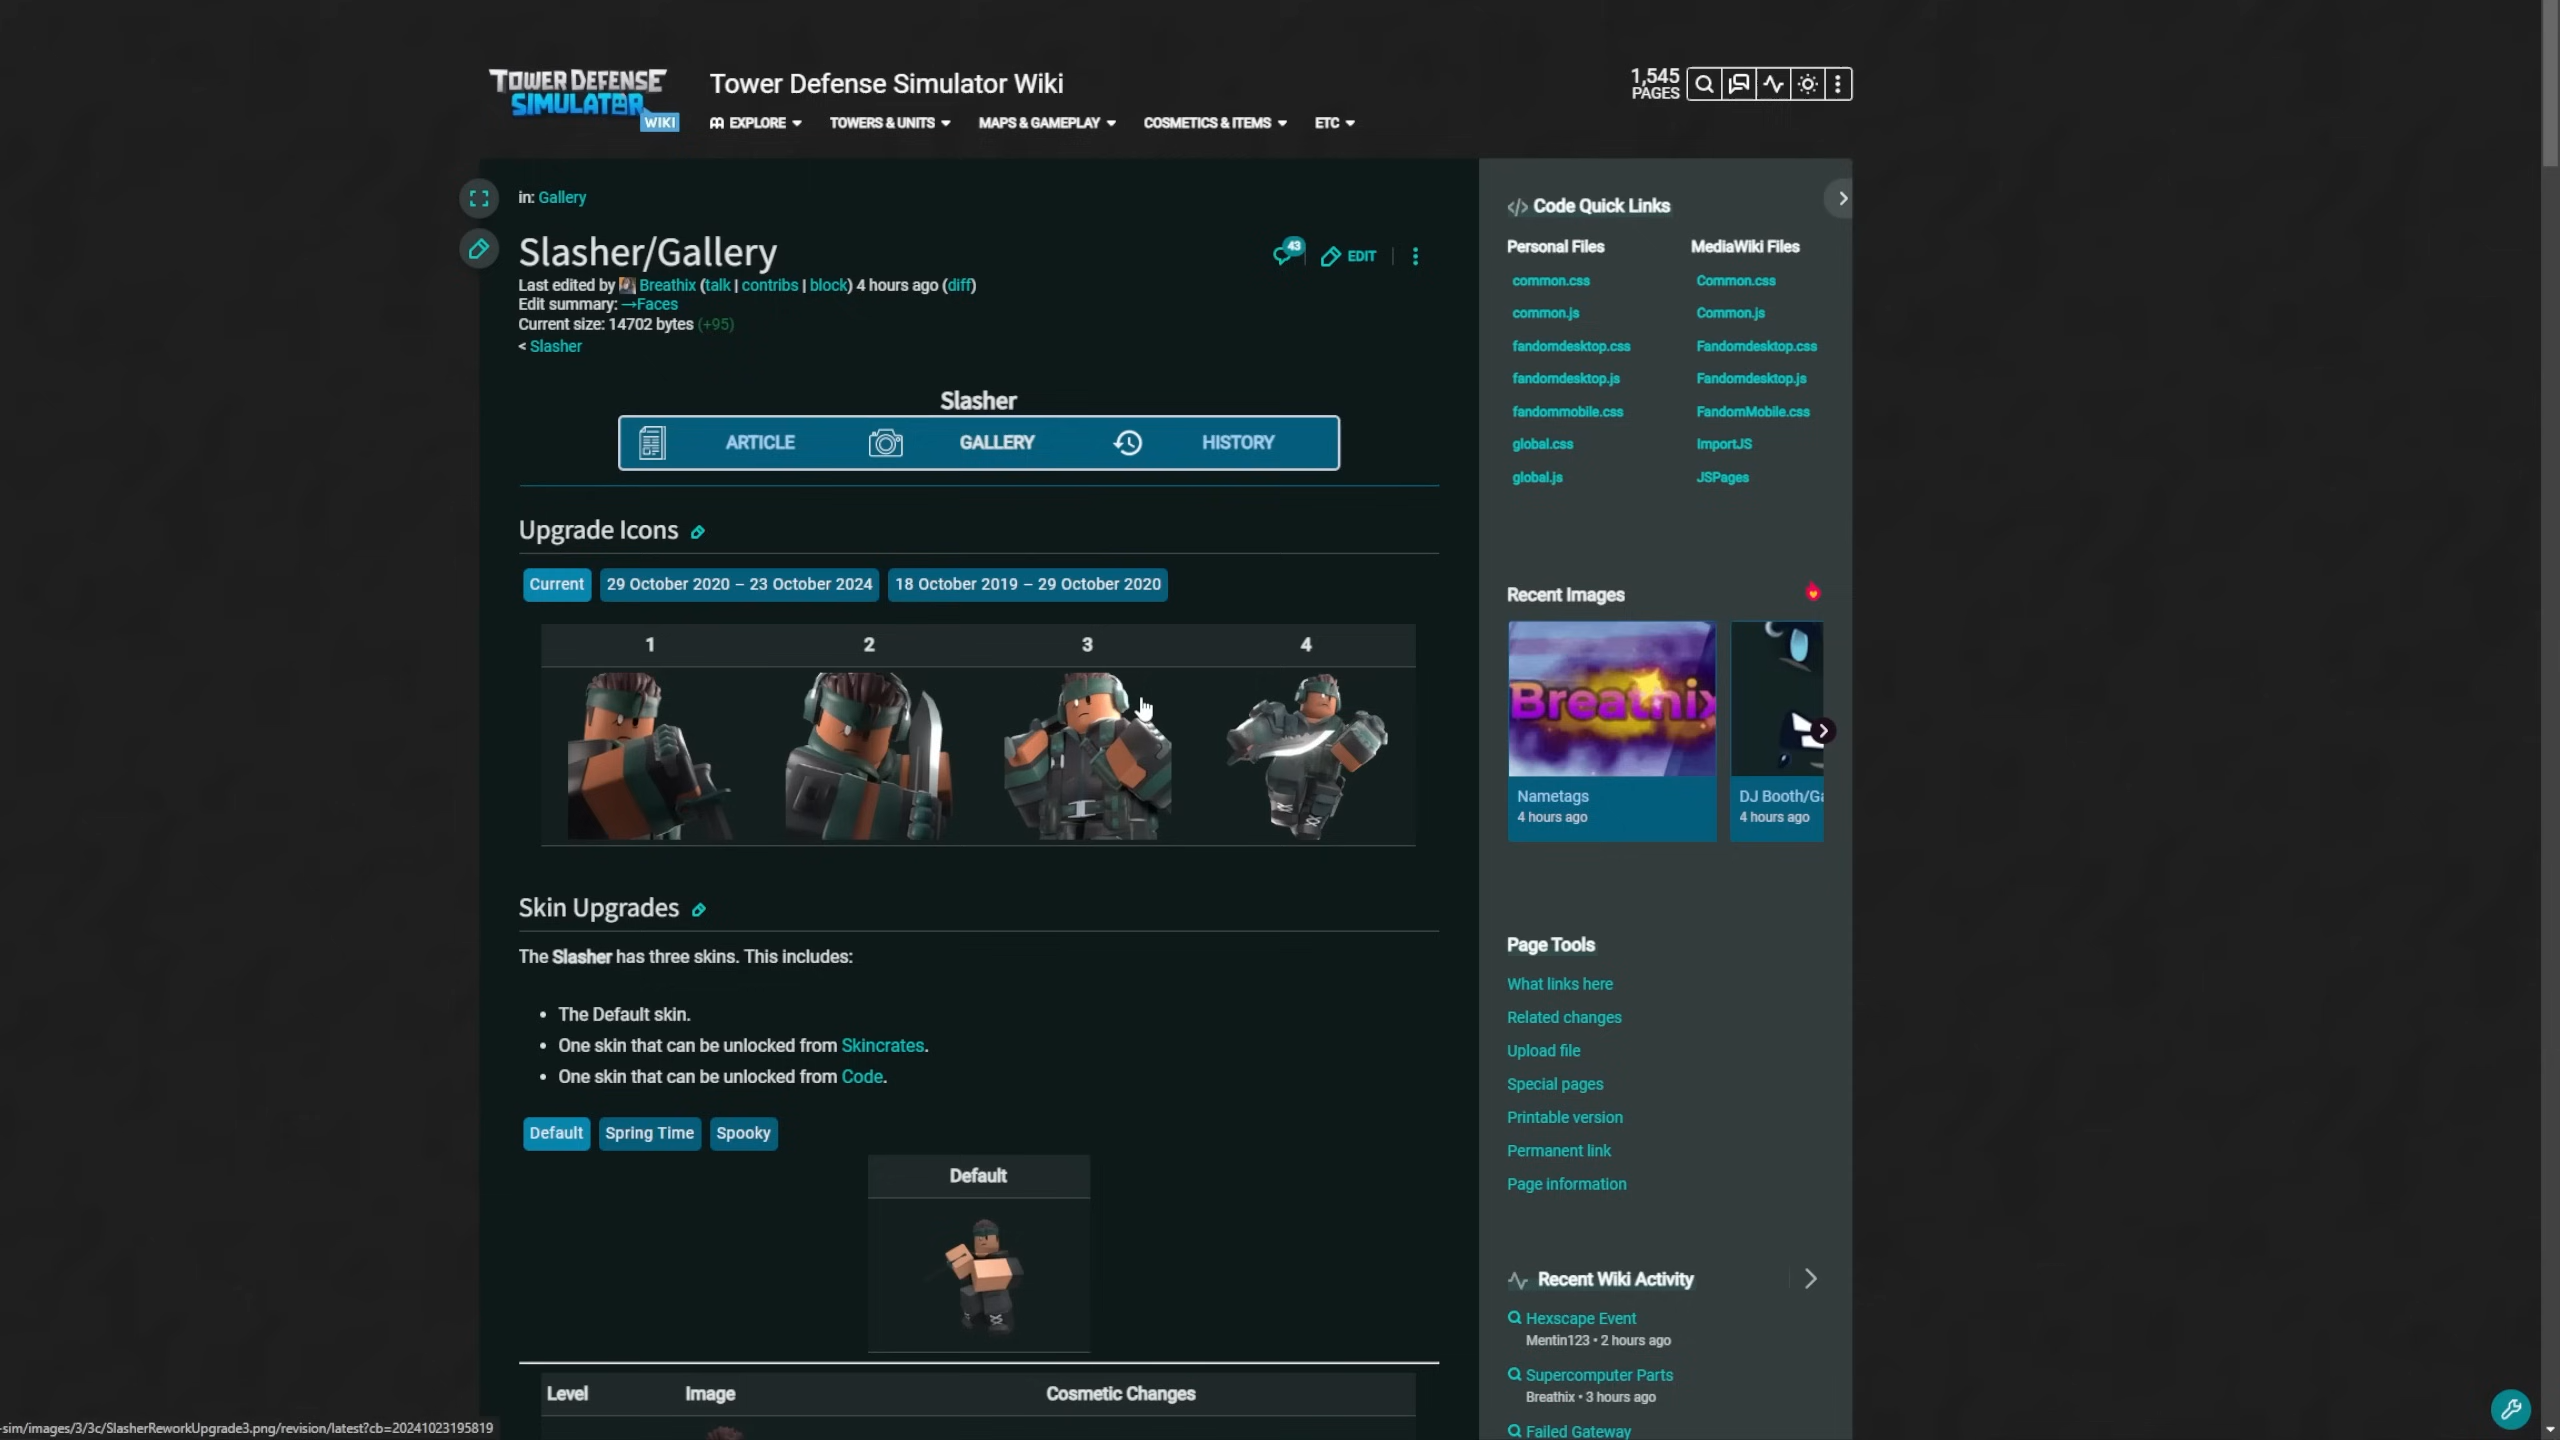 TOWER DEFENSE
SIMULATOR
WIKI
Tower Defense Simulator Wiki
1,545
PAGES
EXPLORE
TOWERS & UNITS
MAPS & GAMEPLAY
COSMETICS & ITEMS
ETC
in: Gallery
Slasher/Gallery
43
EDIT
Last edited by Breathix (talk | contribs | block) 4 hours ago (diff)
Edit summary: →Faces
Current size: 14702 bytes (+95)
< Slasher
Slasher
ARTICLE
GALLERY
HISTORY
Upgrade Icons
Current
29 October 2020 – 23 October 2024
18 October 2019 – 29 October 2020
1
2
3
4
Skin Upgrades
The Slasher has three skins. This includes:
• The Default skin.
• One skin that can be unlocked from Skincrates.
• One skin that can be unlocked from Code.
Default
Spring Time
Spooky
Default
Level
Image
Cosmetic Changes
-sim/images/3/3c/SlasherReworkUpgrade3.png/revision/latest?cb=20241023195819
</> Code Quick Links
Personal Files
MediaWiki Files
common.css
Common.css
common.js
Common.js
fandomdesktop.css
Fandomdesktop.css
fandomdesktop.js
Fandomdesktop.js
fandommobile.css
FandomMobile.css
global.css
ImportJS
global.js
JSPages
Recent Images
Breathix
Nametags
4 hours ago
DJ Booth/Ga
4 hours ago
Page Tools
What links here
Related changes
Upload file
Special pages
Printable version
Permanent link
Page information
Recent Wiki Activity
Hexscape Event
Mentin123 • 2 hours ago
Supercomputer Parts
Breathix • 3 hours ago
Failed Gateway